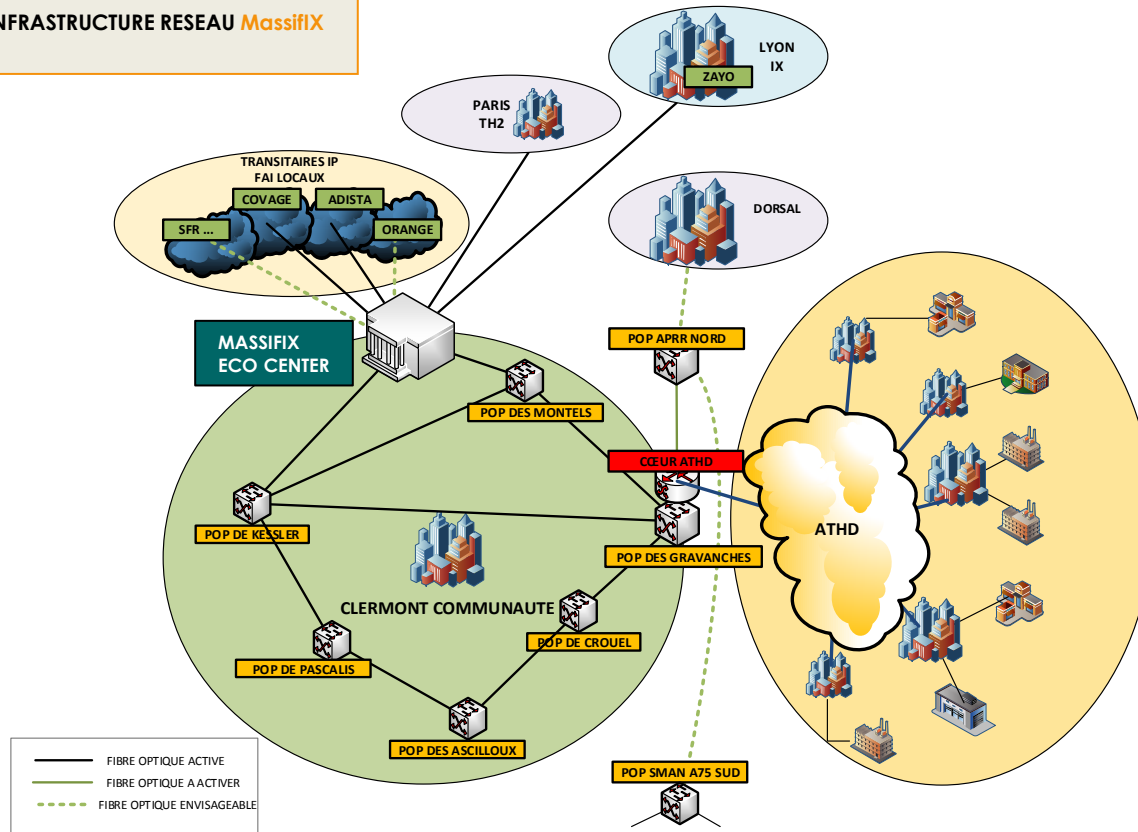 NFRASTRUCTURE RESEAU MassifIX
LYON
IX
ZAYO
PARIS
TH2
TRANSITAIRES IP
FAI LOCAUX
COVAGE
ADISTA
SFR ...
ORANGE
DORSAL
MASSIFIX
ECO CENTER
POP APRR NORD
POP DES MONTELS
CŒUR ATHD
POP DE KESSLER
ATHD
POP DES GRAVANCHES
CLERMONT COMMUNAUTE
POP DE CROUEL
POP DE PASCALIS
POP DES ASCILLOUX
POP SMAN A75 SUD
FIBRE OPTIQUE ACTIVE
FIBRE OPTIQUE A ACTIVER
FIBRE OPTIQUE ENVISAGEABLE